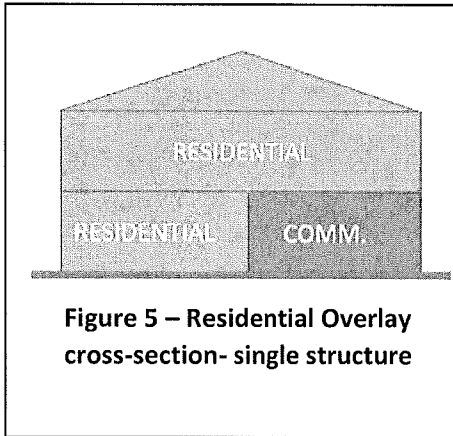 RESIDENTIAL
RESIDENTIAL COMM.
Figure 5 – Residential Overlay
cross-section- single structure